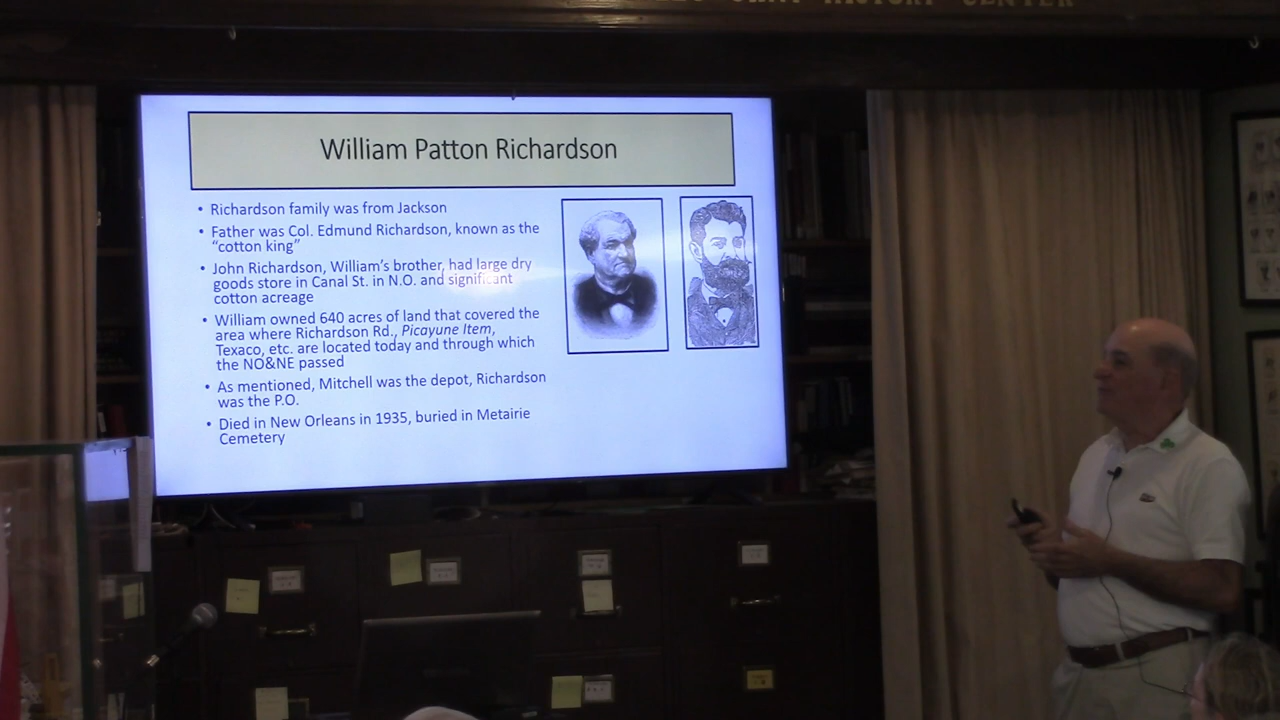 HISTORY CENTER
William Patton Richardson
• Richardson family was from Jackson
• Father was Col. Edmund Richardson, known as the
“cotton king”
• John Richardson, William’s brother, had large dry
goods store in Canal St. in N.O. and significant
cotton acreage
• William owned 640 acres of land that covered the
area where Richardson Rd., Picayune Item,
Texaco, etc. are located today and through which
the NO&NE passed
• As mentioned, Mitchell was the depot, Richardson
was the P.O.
• Died in New Orleans in 1935, buried in Metairie
Cemetery